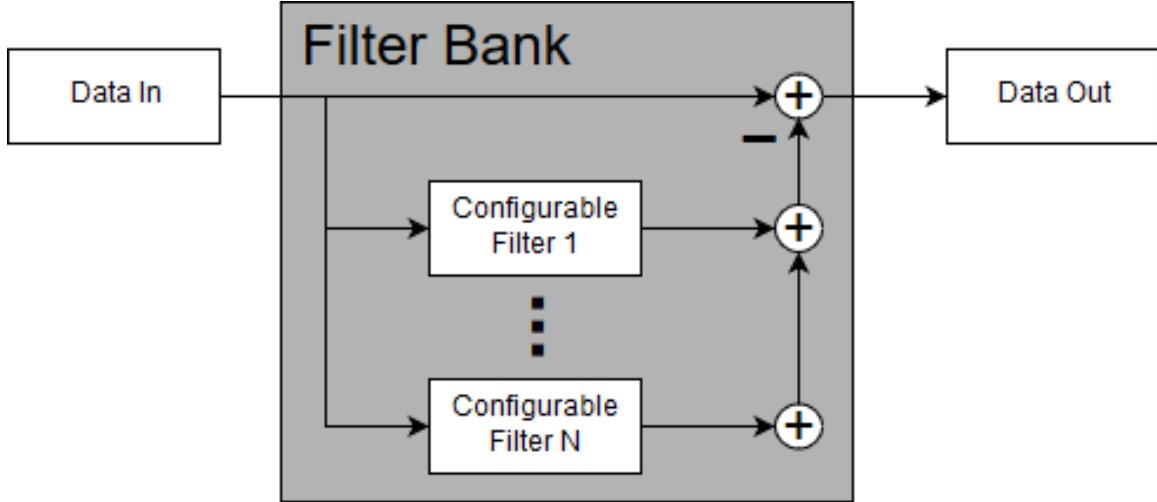 Filter Bank
Data In
+
Data Out
−
Configurable
Filter 1
+
Configurable
Filter N
+